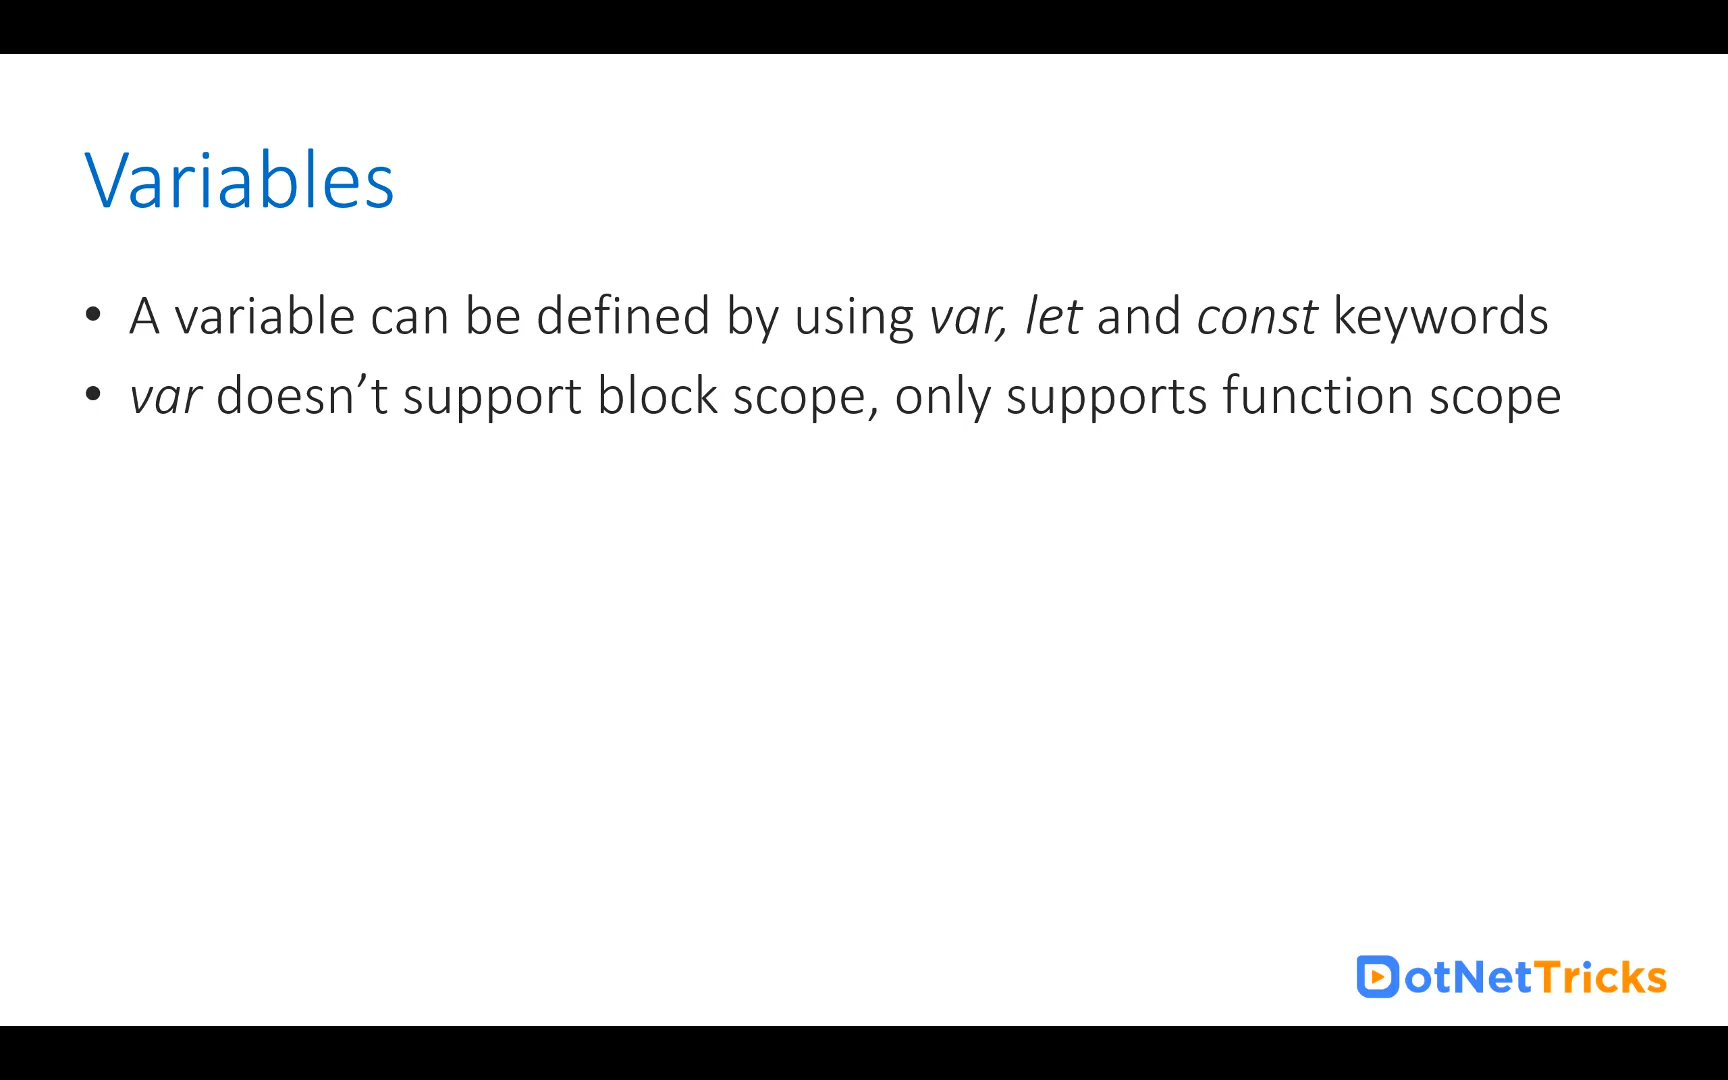 Variables
• A variable can be defined by using var, let and const keywords
• var doesn’t support block scope, only supports function scope
DotNetTricks